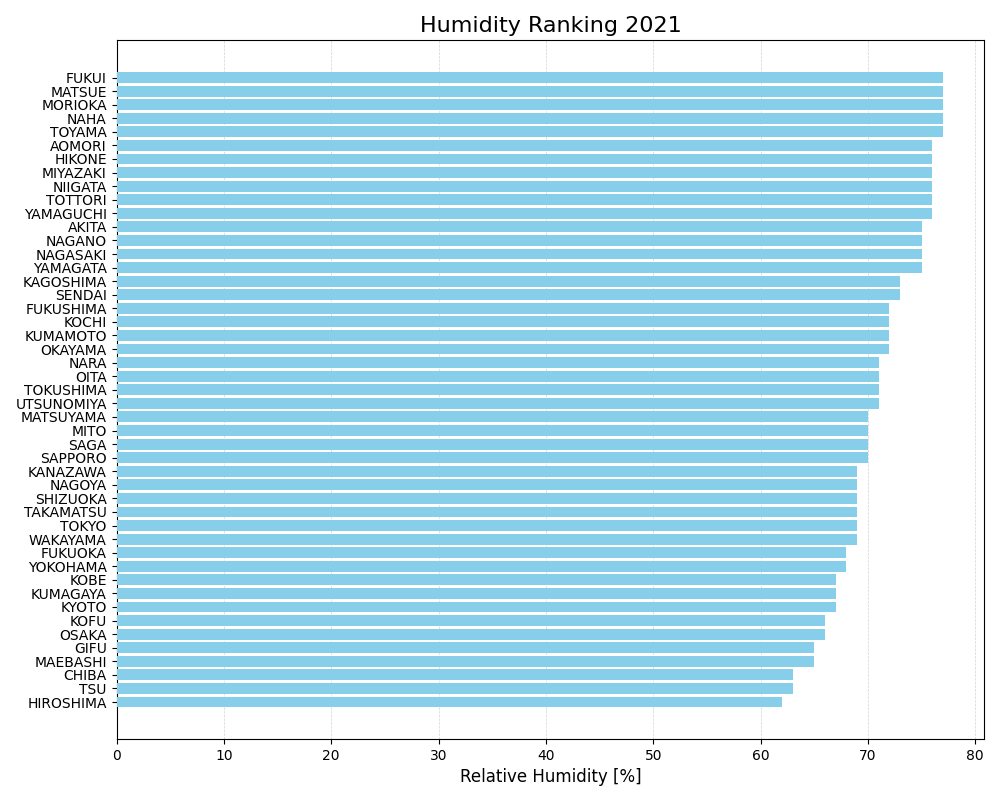 Humidity Ranking 2021
FUKUI
MATSUE
MORIOKA
NAHA
TOYAMA
AOMORI
HIKONE
MIYAZAKI
NIIGATA
TOTTORI
YAMAGUCHI
AKITA
NAGANO
NAGASAKI
YAMAGATA
KAGOSHIMA
SENDAI
FUKUSHIMA
KOCHI
KUMAMOTO
OKAYAMA
NARA
OITA
TOKUSHIMA
UTSUNOMIYA
MATSUYAMA
MITO
SAGA
SAPPORO
KANAZAWA
NAGOYA
SHIZUOKA
TAKAMATSU
TOKYO
WAKAYAMA
FUKUOKA
YOKOHAMA
KOBE
KUMAGAYA
KYOTO
KOFU
OSAKA
GIFU
MAEBASHI
CHIBA
TSU
HIROSHIMA
0 10 20 30 40 50 60 70 80
Relative Humidity [%]